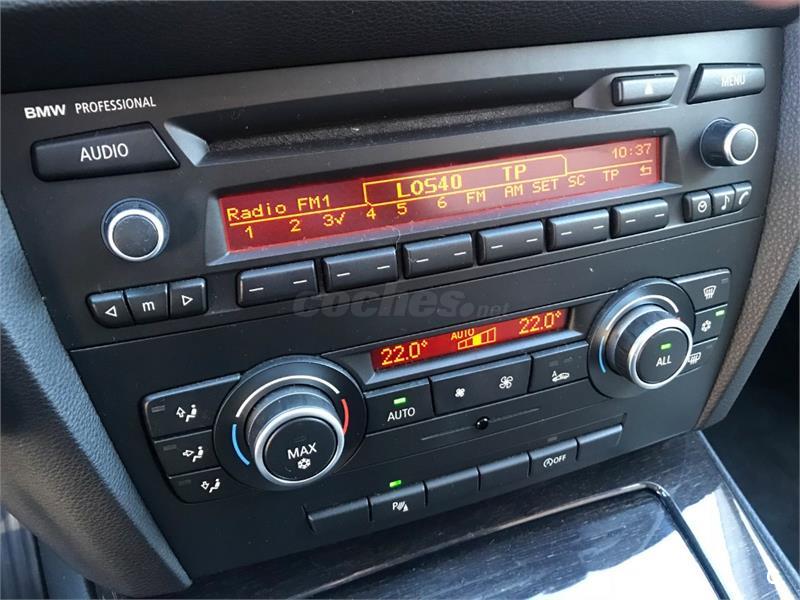 BMW PROFESSIONAL
MENU
AUDIO
LOS40 TP 10:37
Radio FM1
1 2 3✓ 4 5 6 FM AM SET SC TP
m
coches.net
22.0° AUTO 22.0°
AUTO
ALL
MAX
OFF